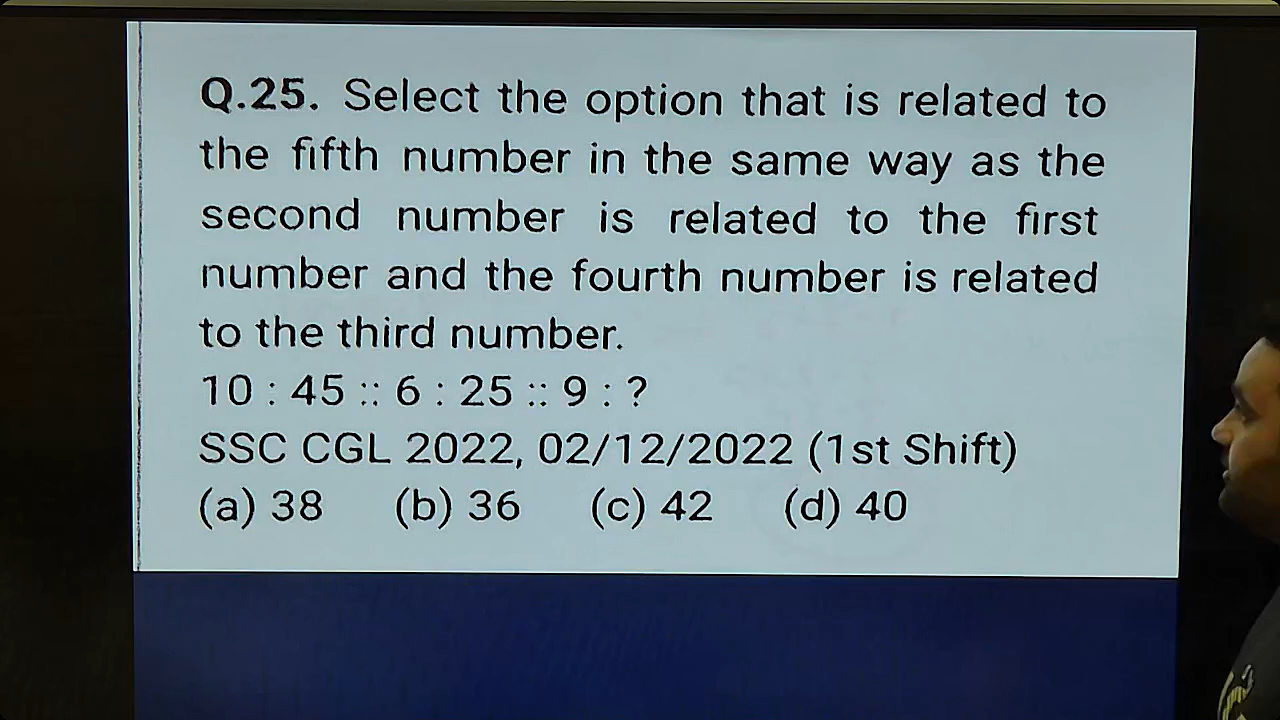 Q.25. Select the option that is related to
the fifth number in the same way as the
second number is related to the first
number and the fourth number is related
to the third number.
10 : 45 :: 6 : 25 :: 9 : ?
SSC CGL 2022, 02/12/2022 (1st Shift)
(a) 38 (b) 36 (c) 42 (d) 40